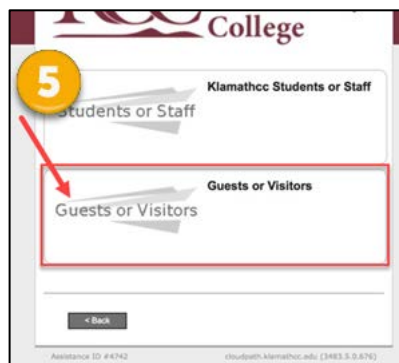 KCC
College
5
Klamathcc Students or Staff
Students or Staff
Guests or Visitors
Guests or Visitors
< Back
Assistance ID #4742
cloudpath.klamathcc.edu (3483.5.0.676)